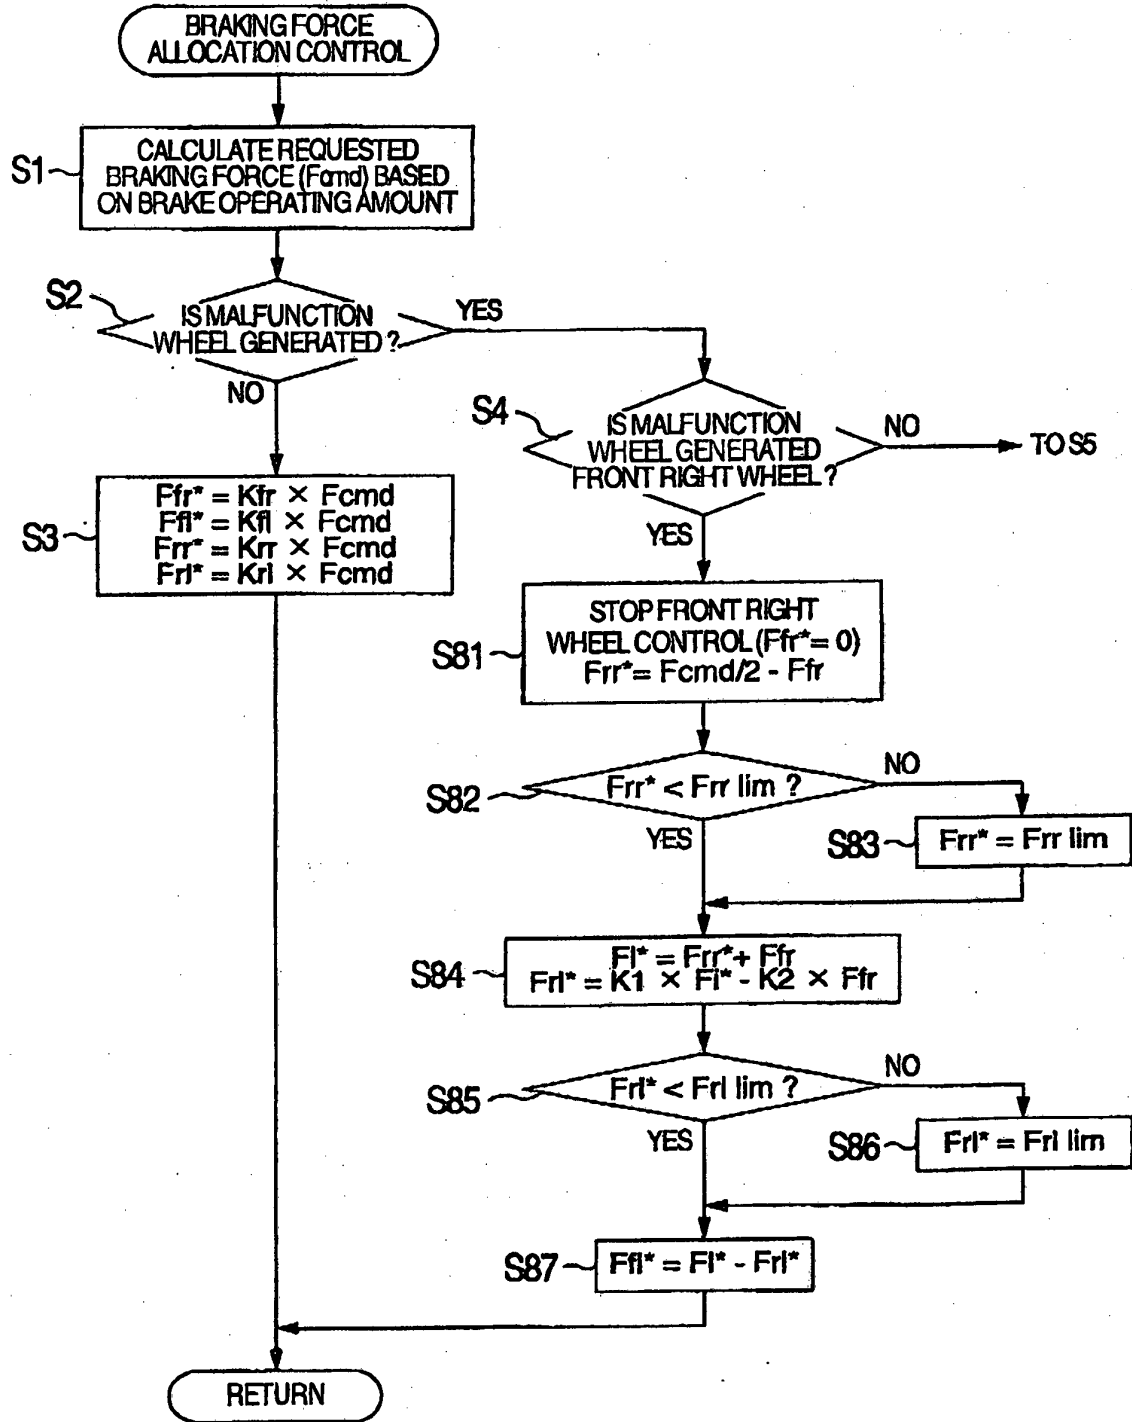 BRAKING FORCE
ALLOCATION CONTROL
S1
CALCULATE REQUESTED
BRAKING FORCE (Fcmd) BASED
ON BRAKE OPERATING AMOUNT
S2
IS MALFUNCTION
WHEEL GENERATED ?
YES
NO
S4
IS MALFUNCTION
WHEEL GENERATED
FRONT RIGHT WHEEL ?
NO
TO S5
YES
S3
Ffr* = Kfr × Fcmd
Ffl* = Kfl × Fcmd
Frr* = Krr × Fcmd
Frl* = Krl × Fcmd
S81
STOP FRONT RIGHT
WHEEL CONTROL (Ffr* = 0)
Frr* = Fcmd/2 - Ffr
S82
Frr* < Frr lim ?
NO
YES
S83
Frr* = Frr lim
S84
Fl* = Frr* + Ffr
Frl* = K1 × Fl* - K2 × Ffr
S85
Frl* < Frl lim ?
NO
YES
S86
Frl* = Frl lim
S87
Ffl* = Fl* - Frl*
RETURN